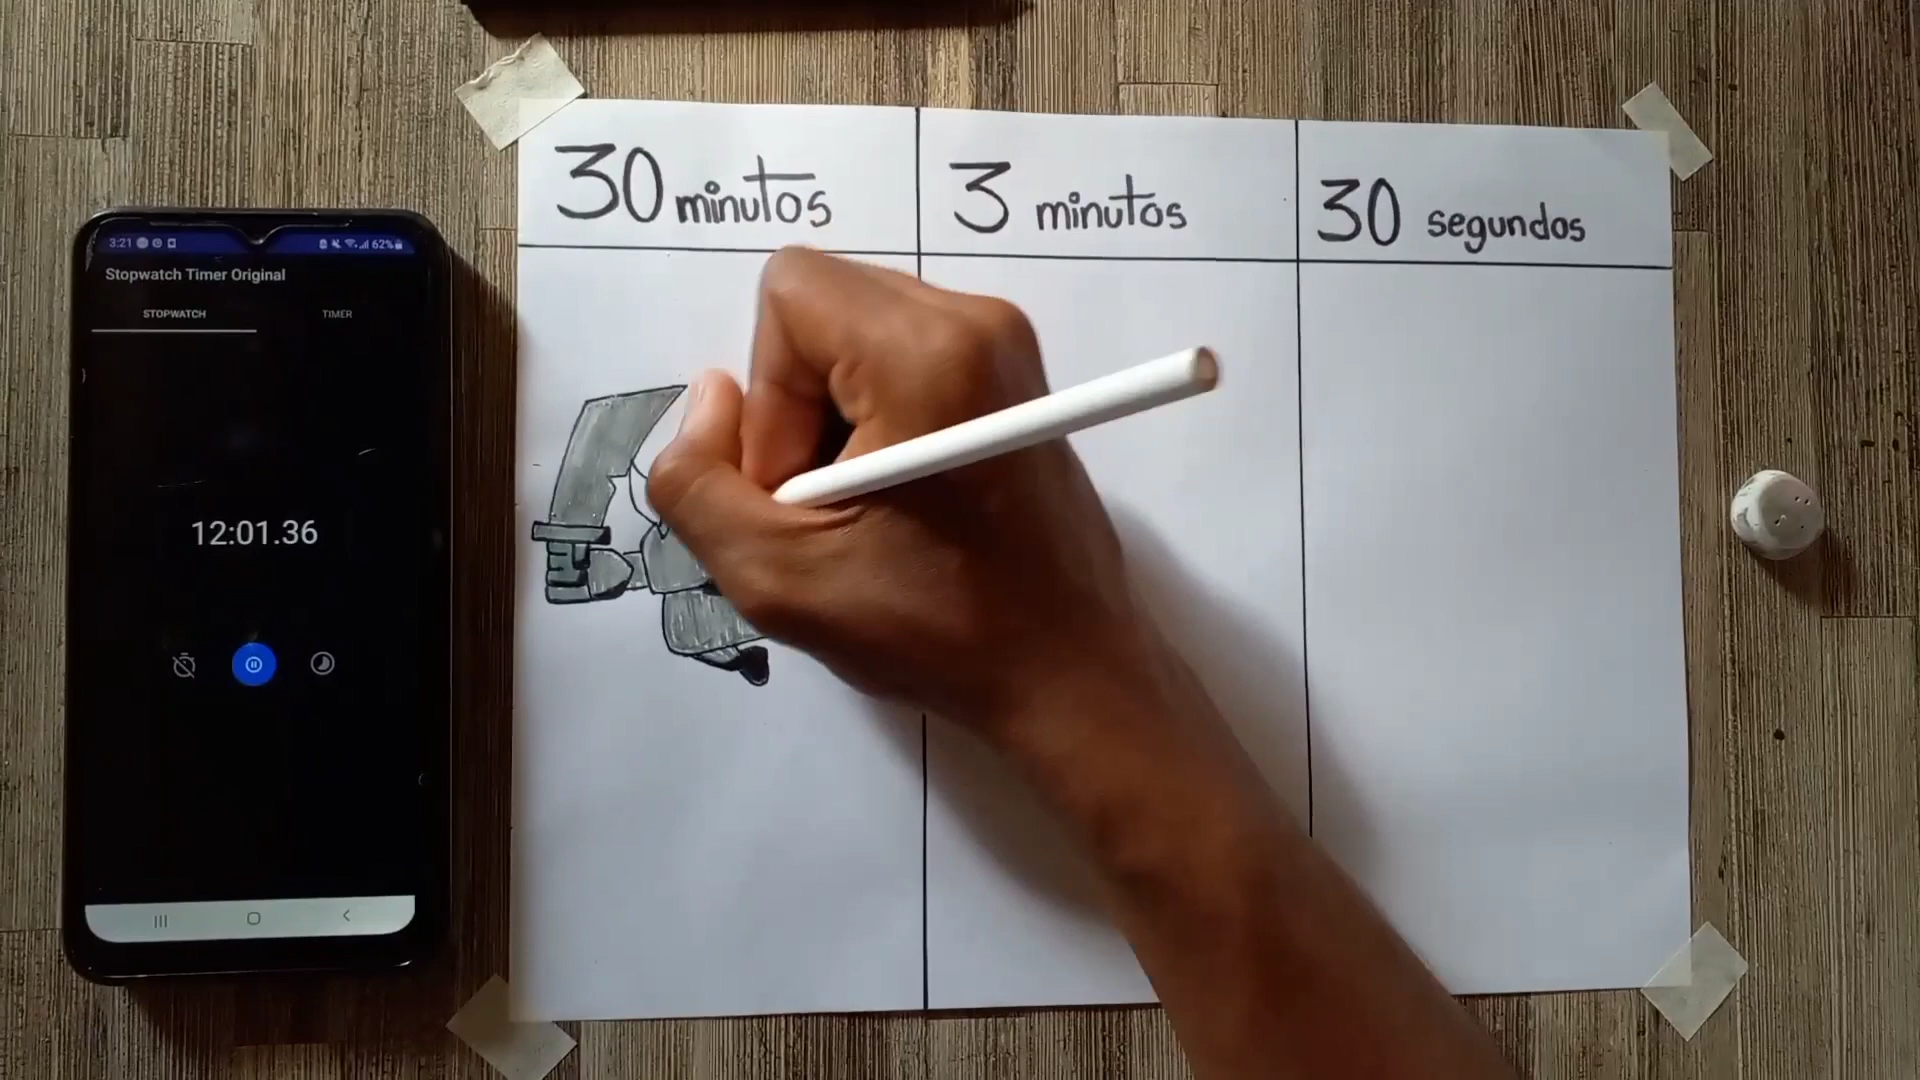 3:21
62%
Stopwatch Timer Original
STOPWATCH TIMER
12:01.36
30 minutos
3 minutos
30 segundos